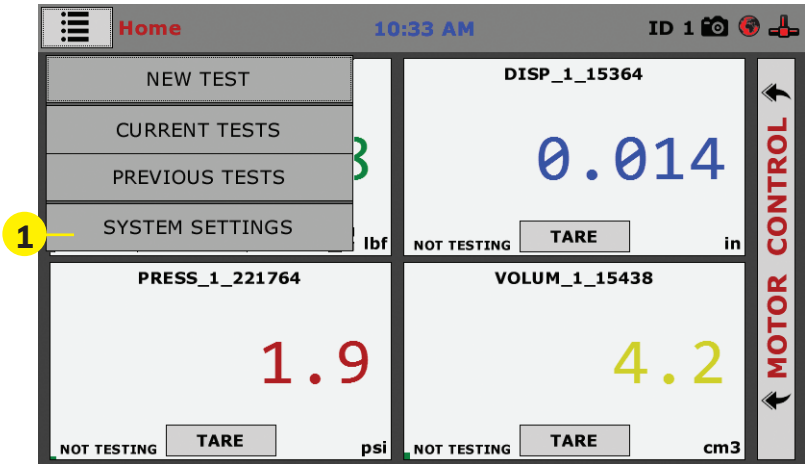 Home 10:33 AM ID 1
NEW TEST
CURRENT TESTS
PREVIOUS TESTS
SYSTEM SETTINGS
1
lbf
DISP_1_15364
0.014
NOT TESTING TARE in
PRESS_1_221764
1.9
NOT TESTING TARE psi
VOLUM_1_15438
4.2
NOT TESTING TARE cm3
MOTOR CONTROL